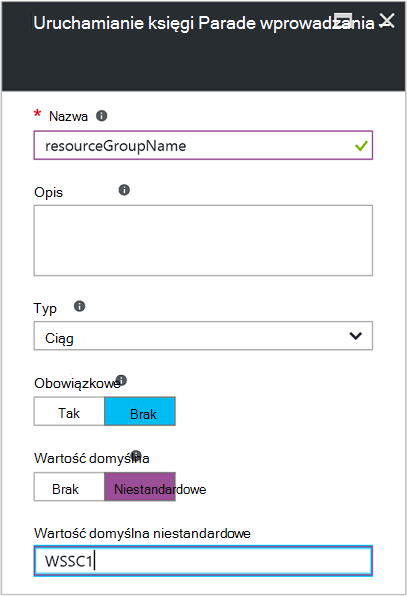 Uruchamianie księgi Parade wprowadzania –
* Nazwa
resourceGroupName
Opis
Typ
Ciąg
Obowiązkowe
Tak Brak
Wartość domyślna
Brak Niestandardowe
Wartość domyślna niestandardowe
WSSC1